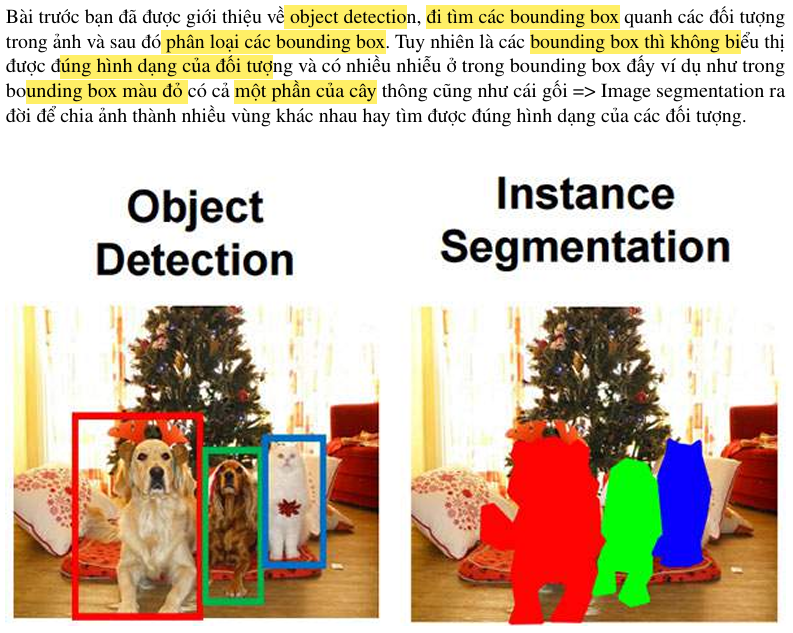 Bài trước bạn đã được giới thiệu về object detection, đi tìm các bounding box quanh các đối tượng
trong ảnh và sau đó phân loại các bounding box. Tuy nhiên là các bounding box thì không biểu thị
được đúng hình dạng của đối tượng và có nhiều nhiễu ở trong bounding box đấy ví dụ như trong
bounding box màu đỏ có cả một phần của cây thông cũng như cái gối => Image segmentation ra
đời để chia ảnh thành nhiều vùng khác nhau hay tìm được đúng hình dạng của các đối tượng.
Object
Detection
Instance
Segmentation